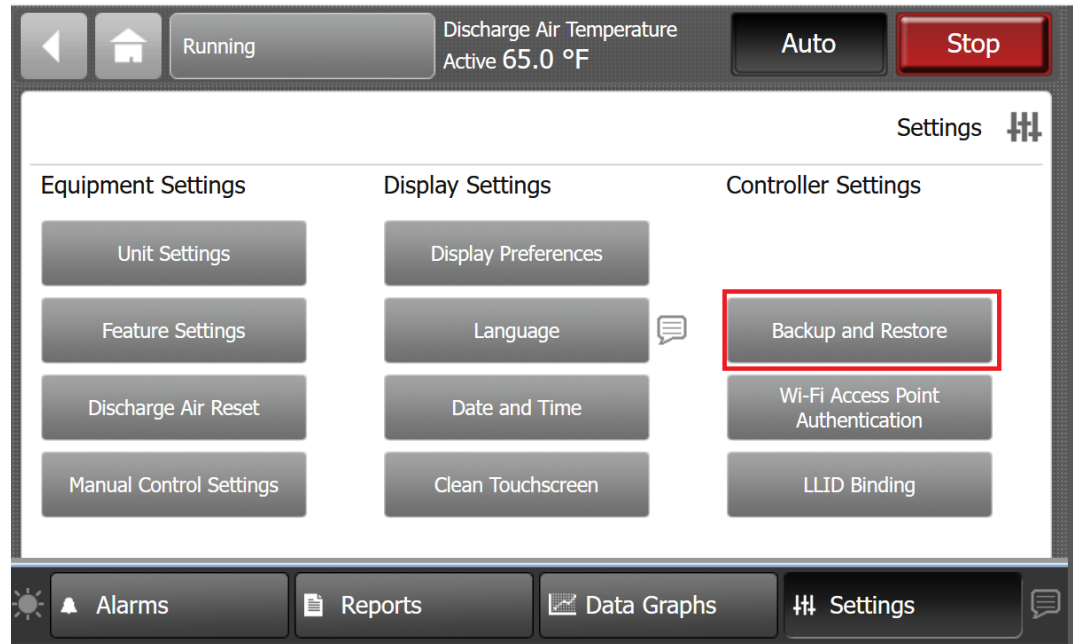 Running
Discharge Air Temperature
Active 65.0 °F
Auto
Stop
Settings
Equipment Settings
Display Settings
Controller Settings
Unit Settings
Display Preferences
Feature Settings
Language
Backup and Restore
Discharge Air Reset
Date and Time
Wi-Fi Access Point
Authentication
Manual Control Settings
Clean Touchscreen
LLID Binding
Alarms
Reports
Data Graphs
Settings